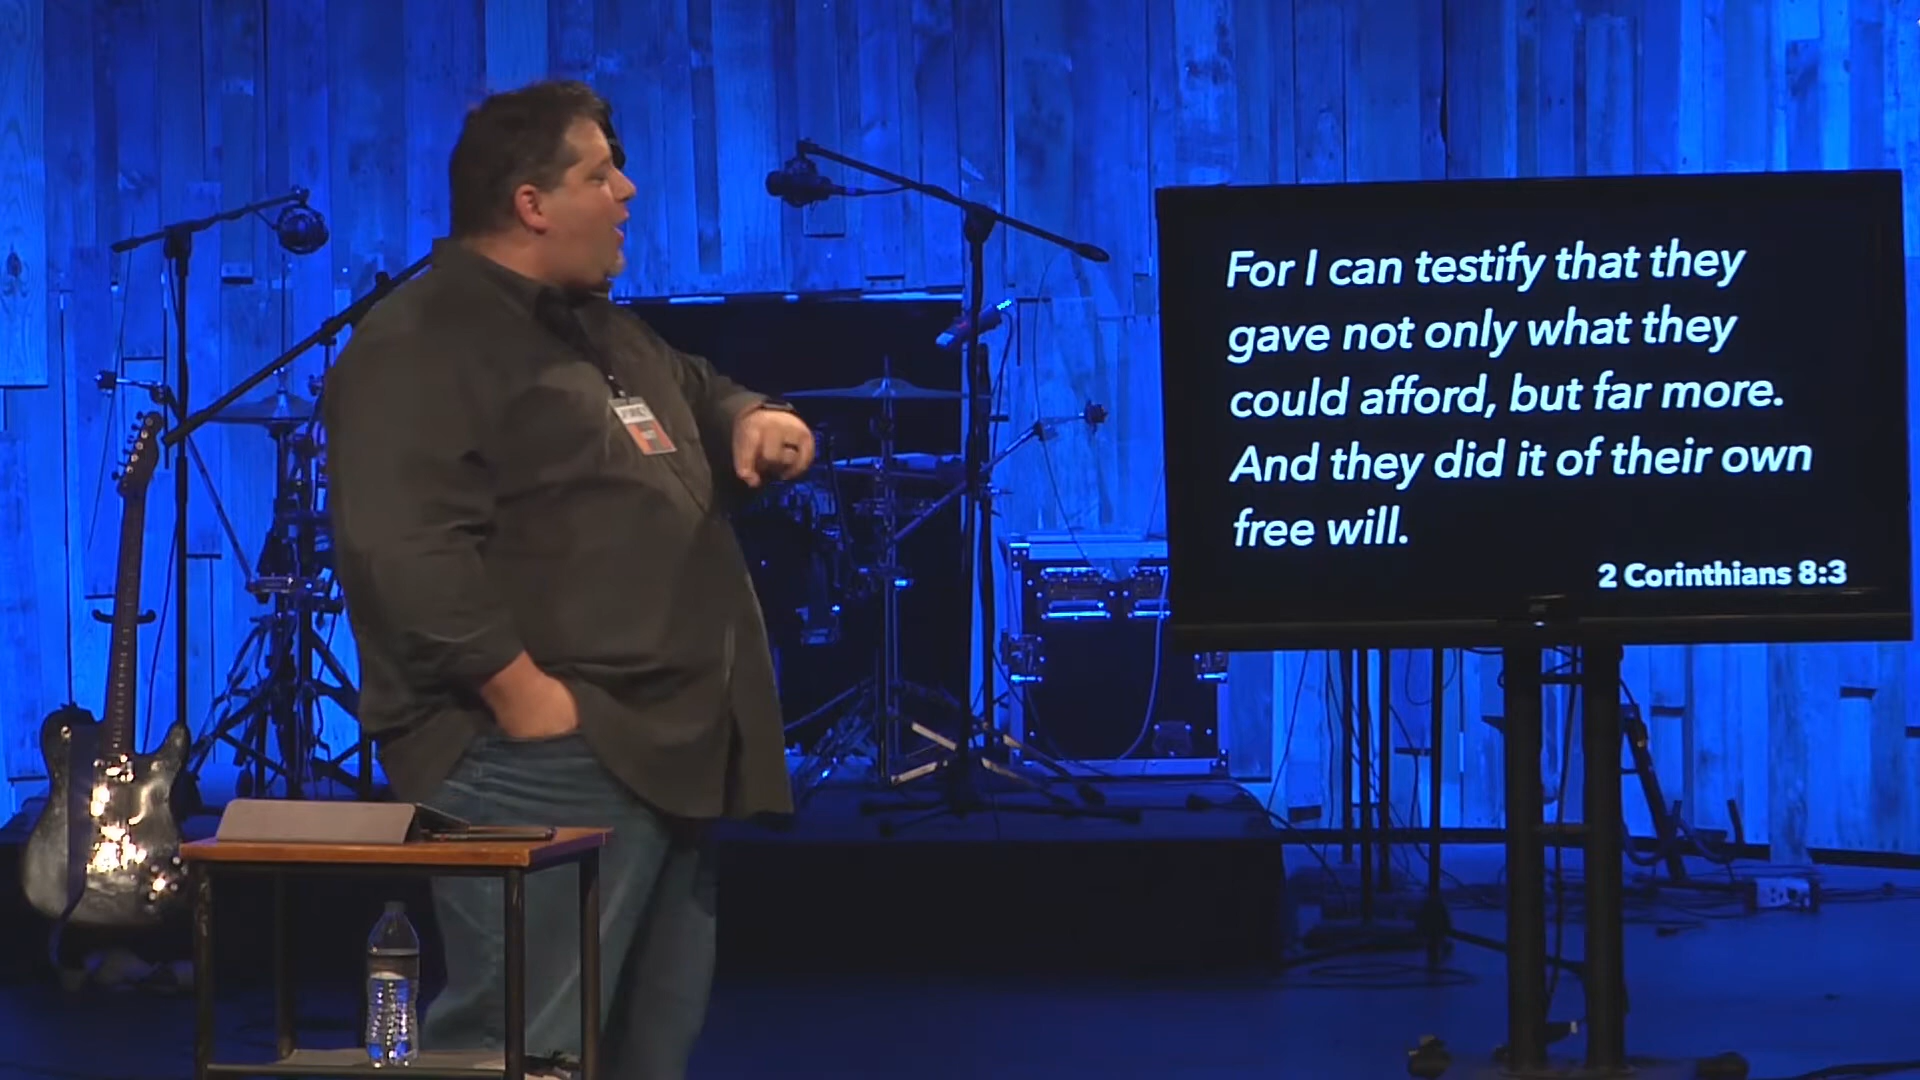 For I can testify that they
gave not only what they
could afford, but far more.
And they did it of their own
free will.
2 Corinthians 8:3